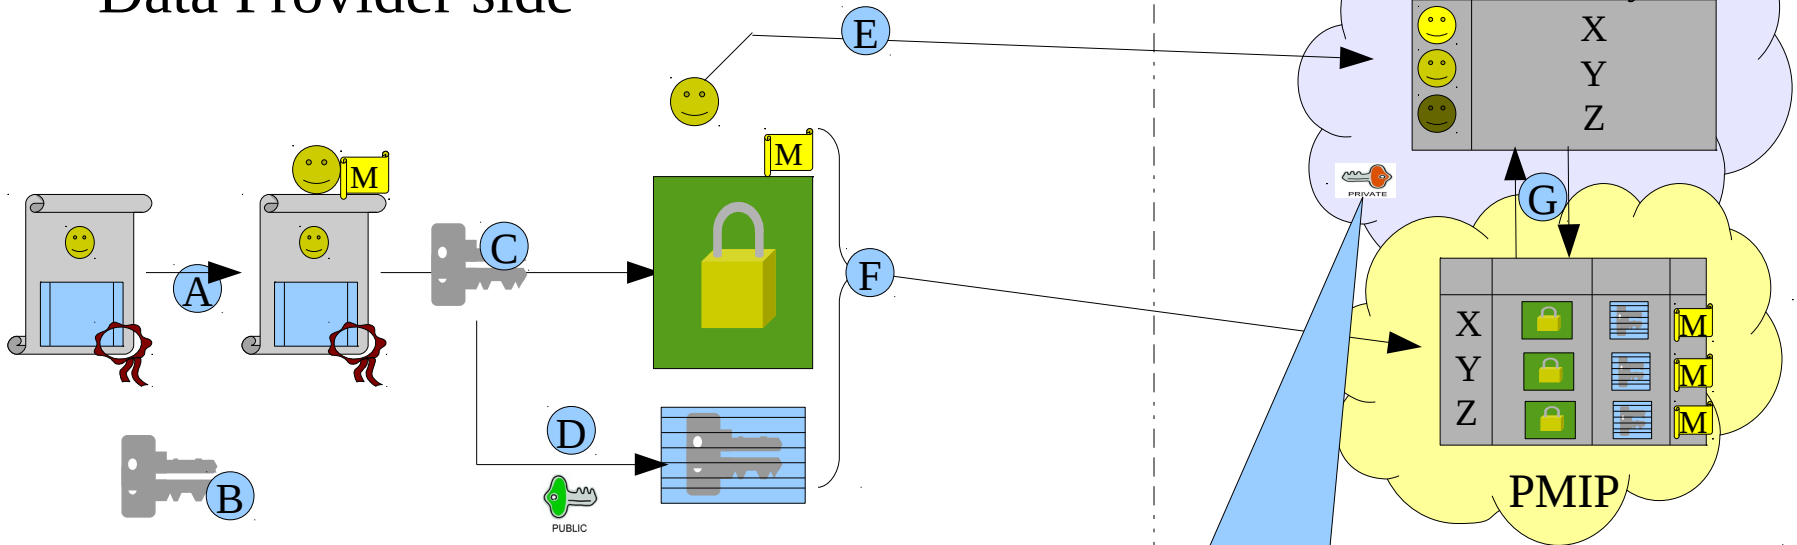 Data Provider side
E
X
Y
Z
M
M
PRIVATE
G
A
C
F
X
M
Y
M
Z
M
D
B
PUBLIC
PMIP